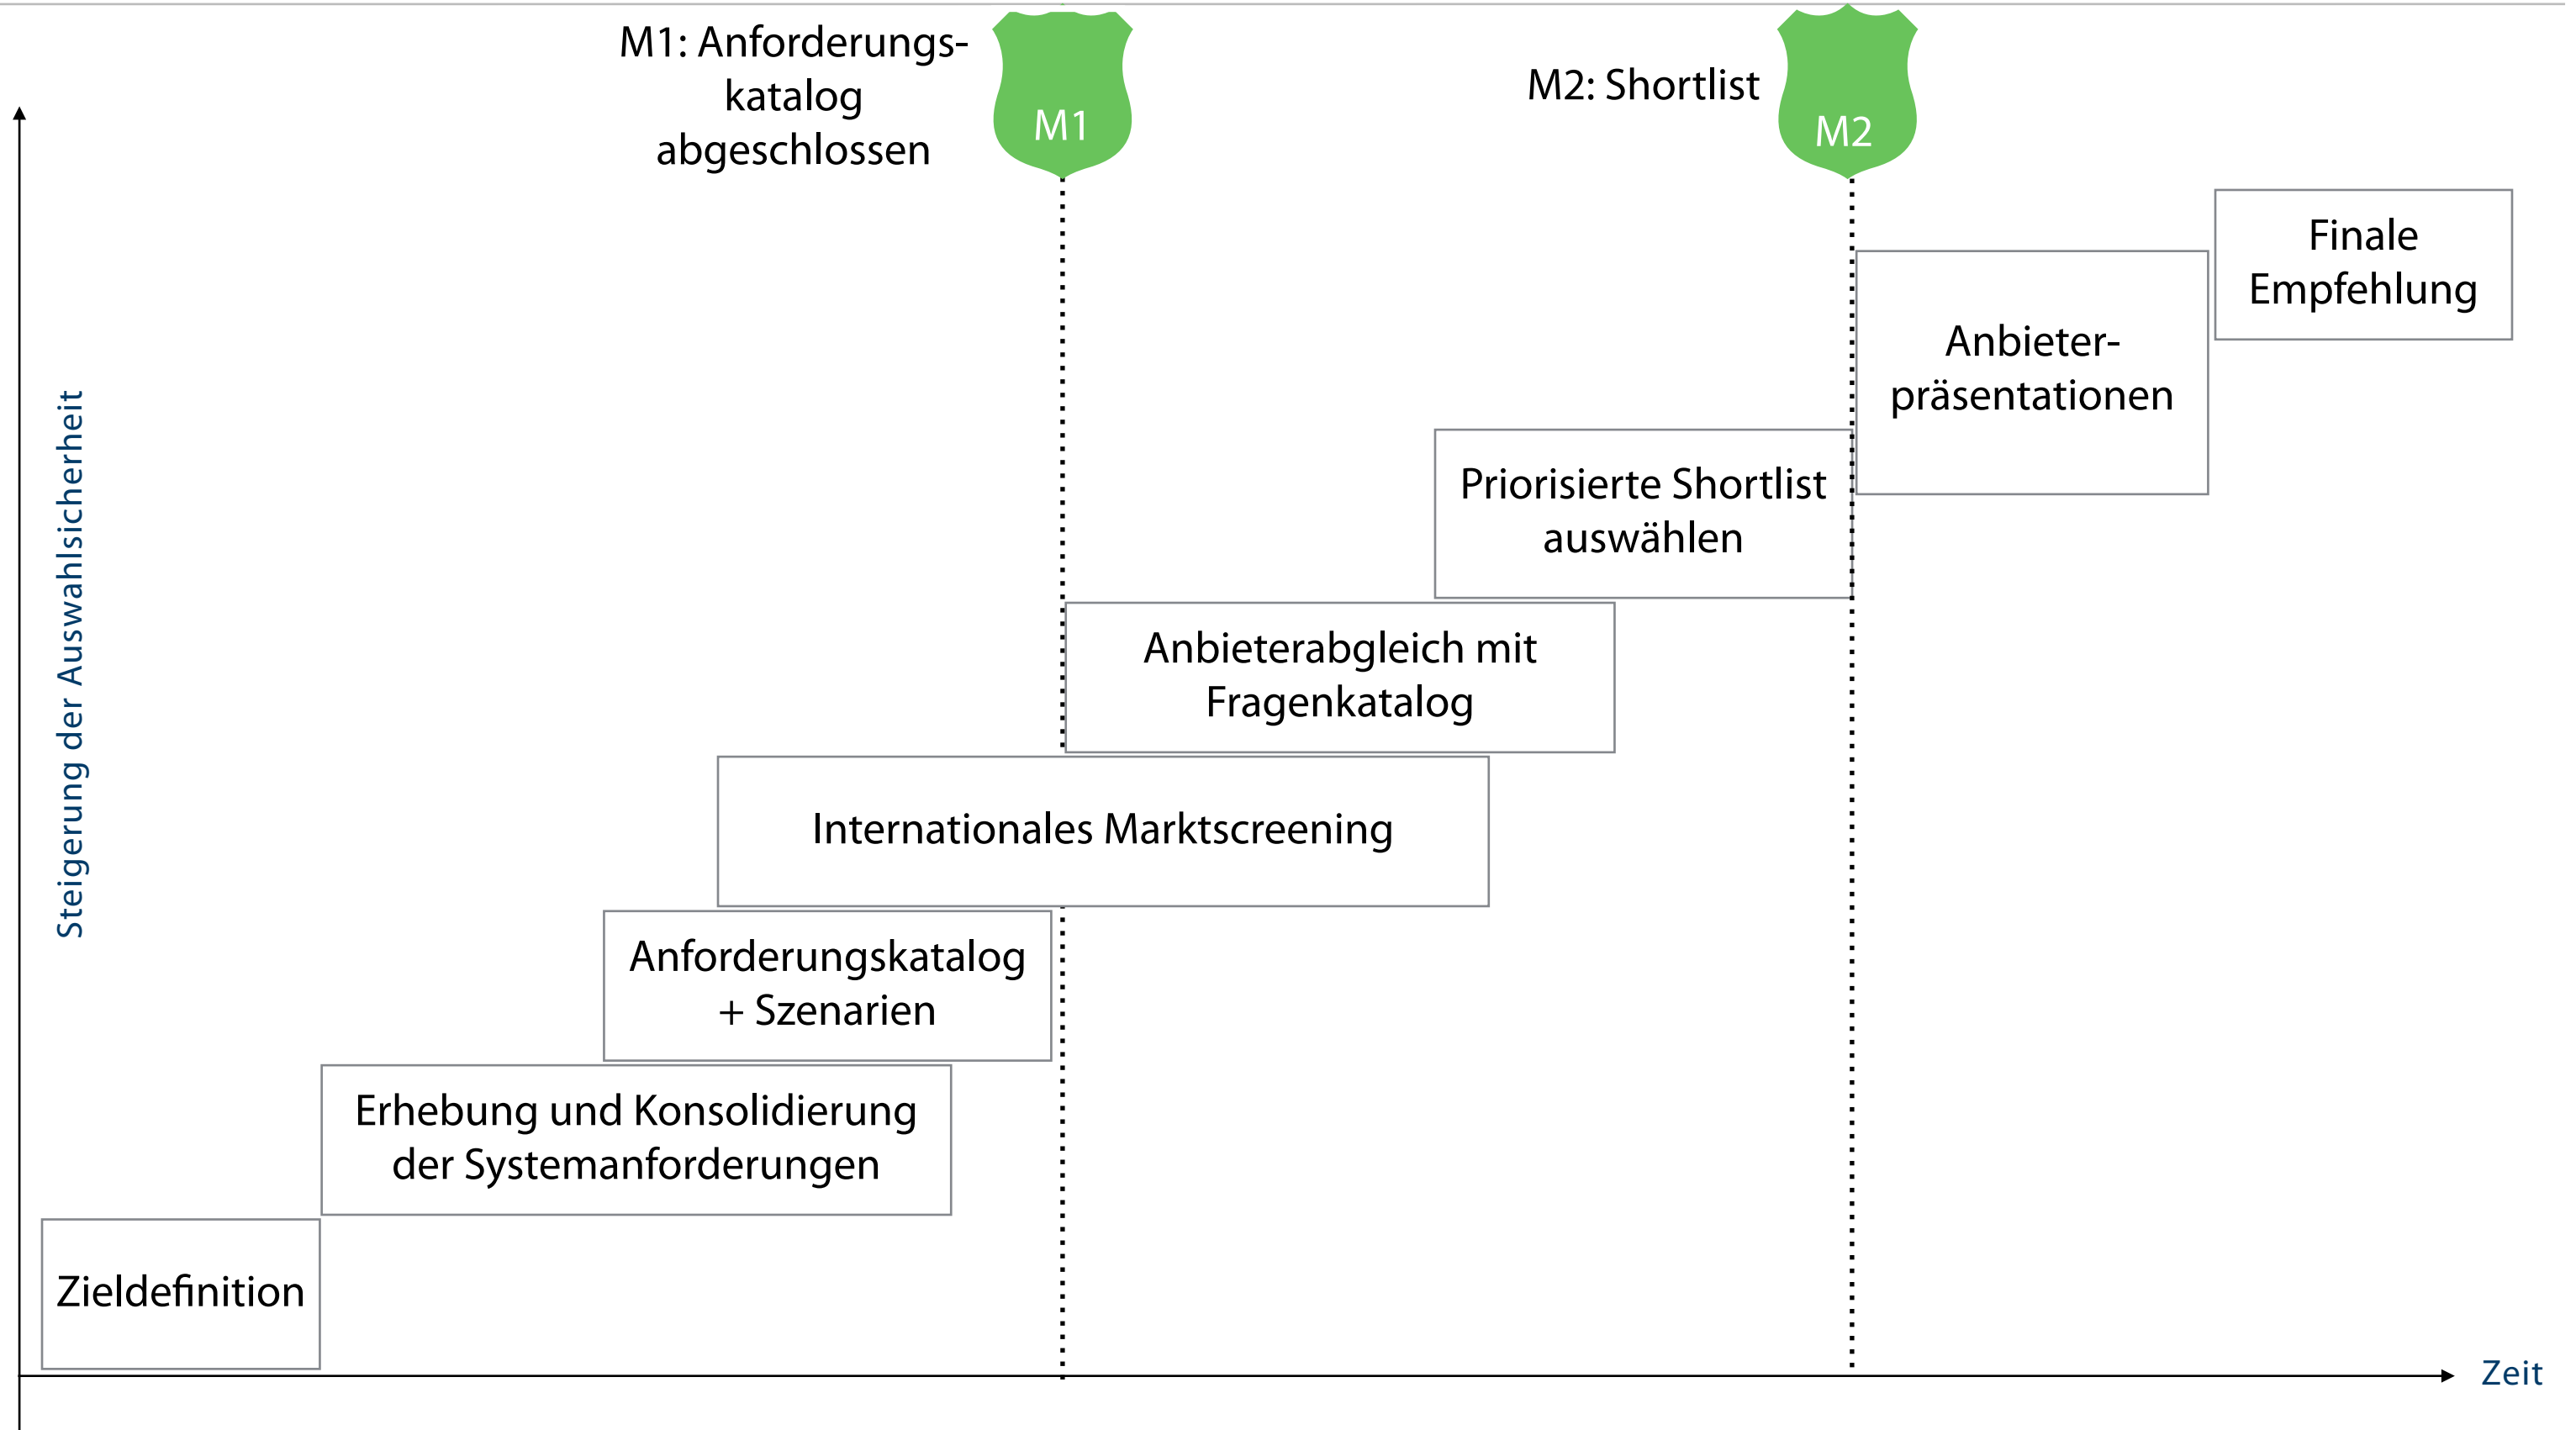 M1: Anforderungs-
katalog
abgeschlossen
M1
M2: Shortlist
M2
Finale
Empfehlung
Anbieter-
präsentationen
Priorisierte Shortlist
auswählen
Anbieterabgleich mit
Fragenkatalog
Internationales Marktscreening
Anforderungskatalog
+ Szenarien
Erhebung und Konsolidierung
der Systemanforderungen
Zieldefinition
Steigerung der Auswahlsicherheit
Zeit